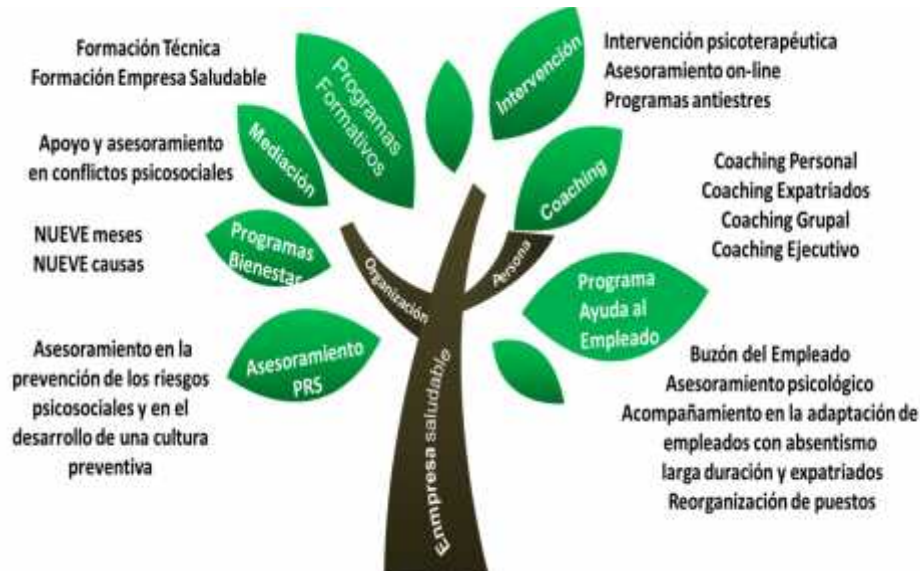 Formación Técnica
Formación Empresa Saludable
Programas
Formativos
Intervención
Intervención psicoterapéutica
Asesoramiento on-line
Programas antiestres
Mediación
Apoyo y asesoramiento
en conflictos psicosociales
Coaching
Coaching Personal
Coaching Expatriados
Coaching Grupal
Coaching Ejecutivo
NUEVE meses
NUEVE causas
Programas
Bienestar
Organización
Persona
Programa
Ayuda al
Empleado
Asesoramiento en la
prevención de los riesgos
psicosociales y en el
desarrollo de una cultura
preventiva
Asesoramiento
PRS
Enmpresa saludable
Buzón del Empleado
Asesoramiento psicológico
Acompañamiento en la adaptación de
empleados con absentismo
larga duración y expatriados
Reorganización de puestos